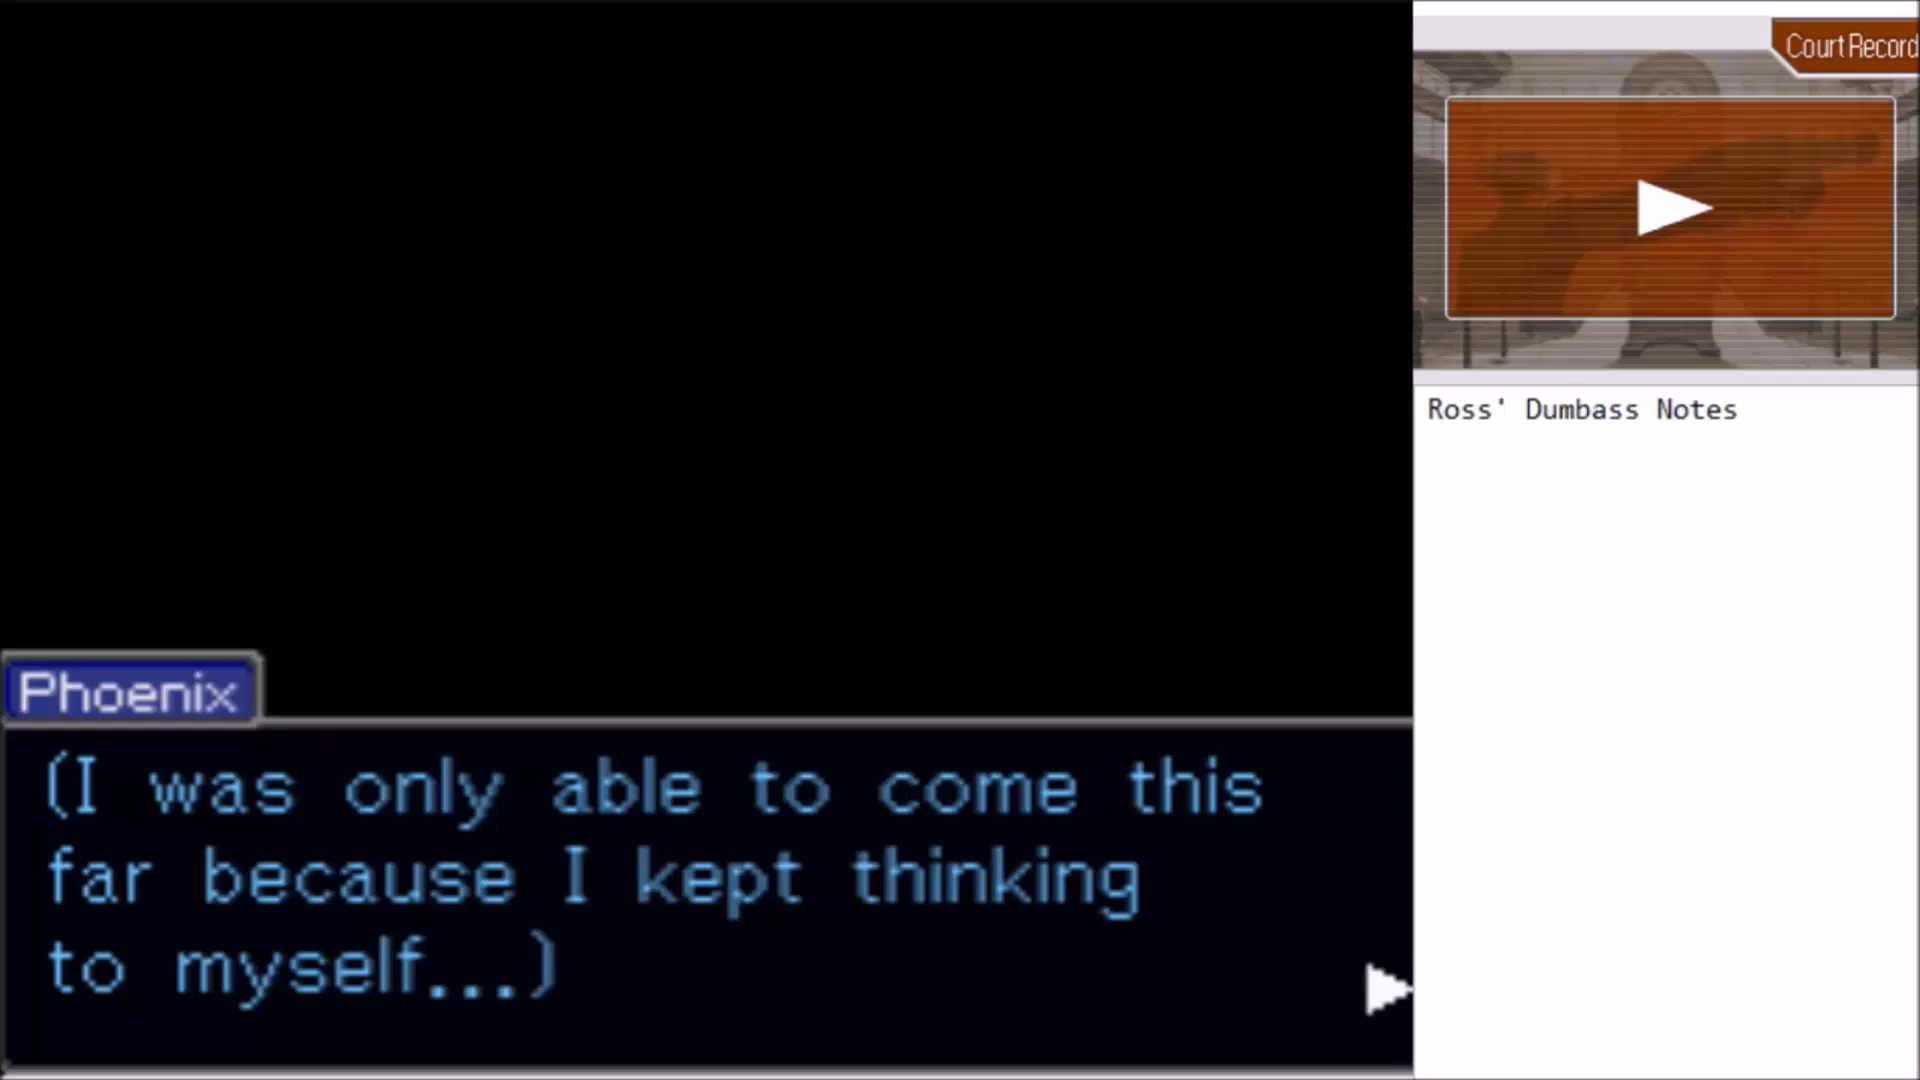 Court Record
Ross' Dumbass Notes
Phoenix
(I was only able to come this
far because I kept thinking
to myself...)